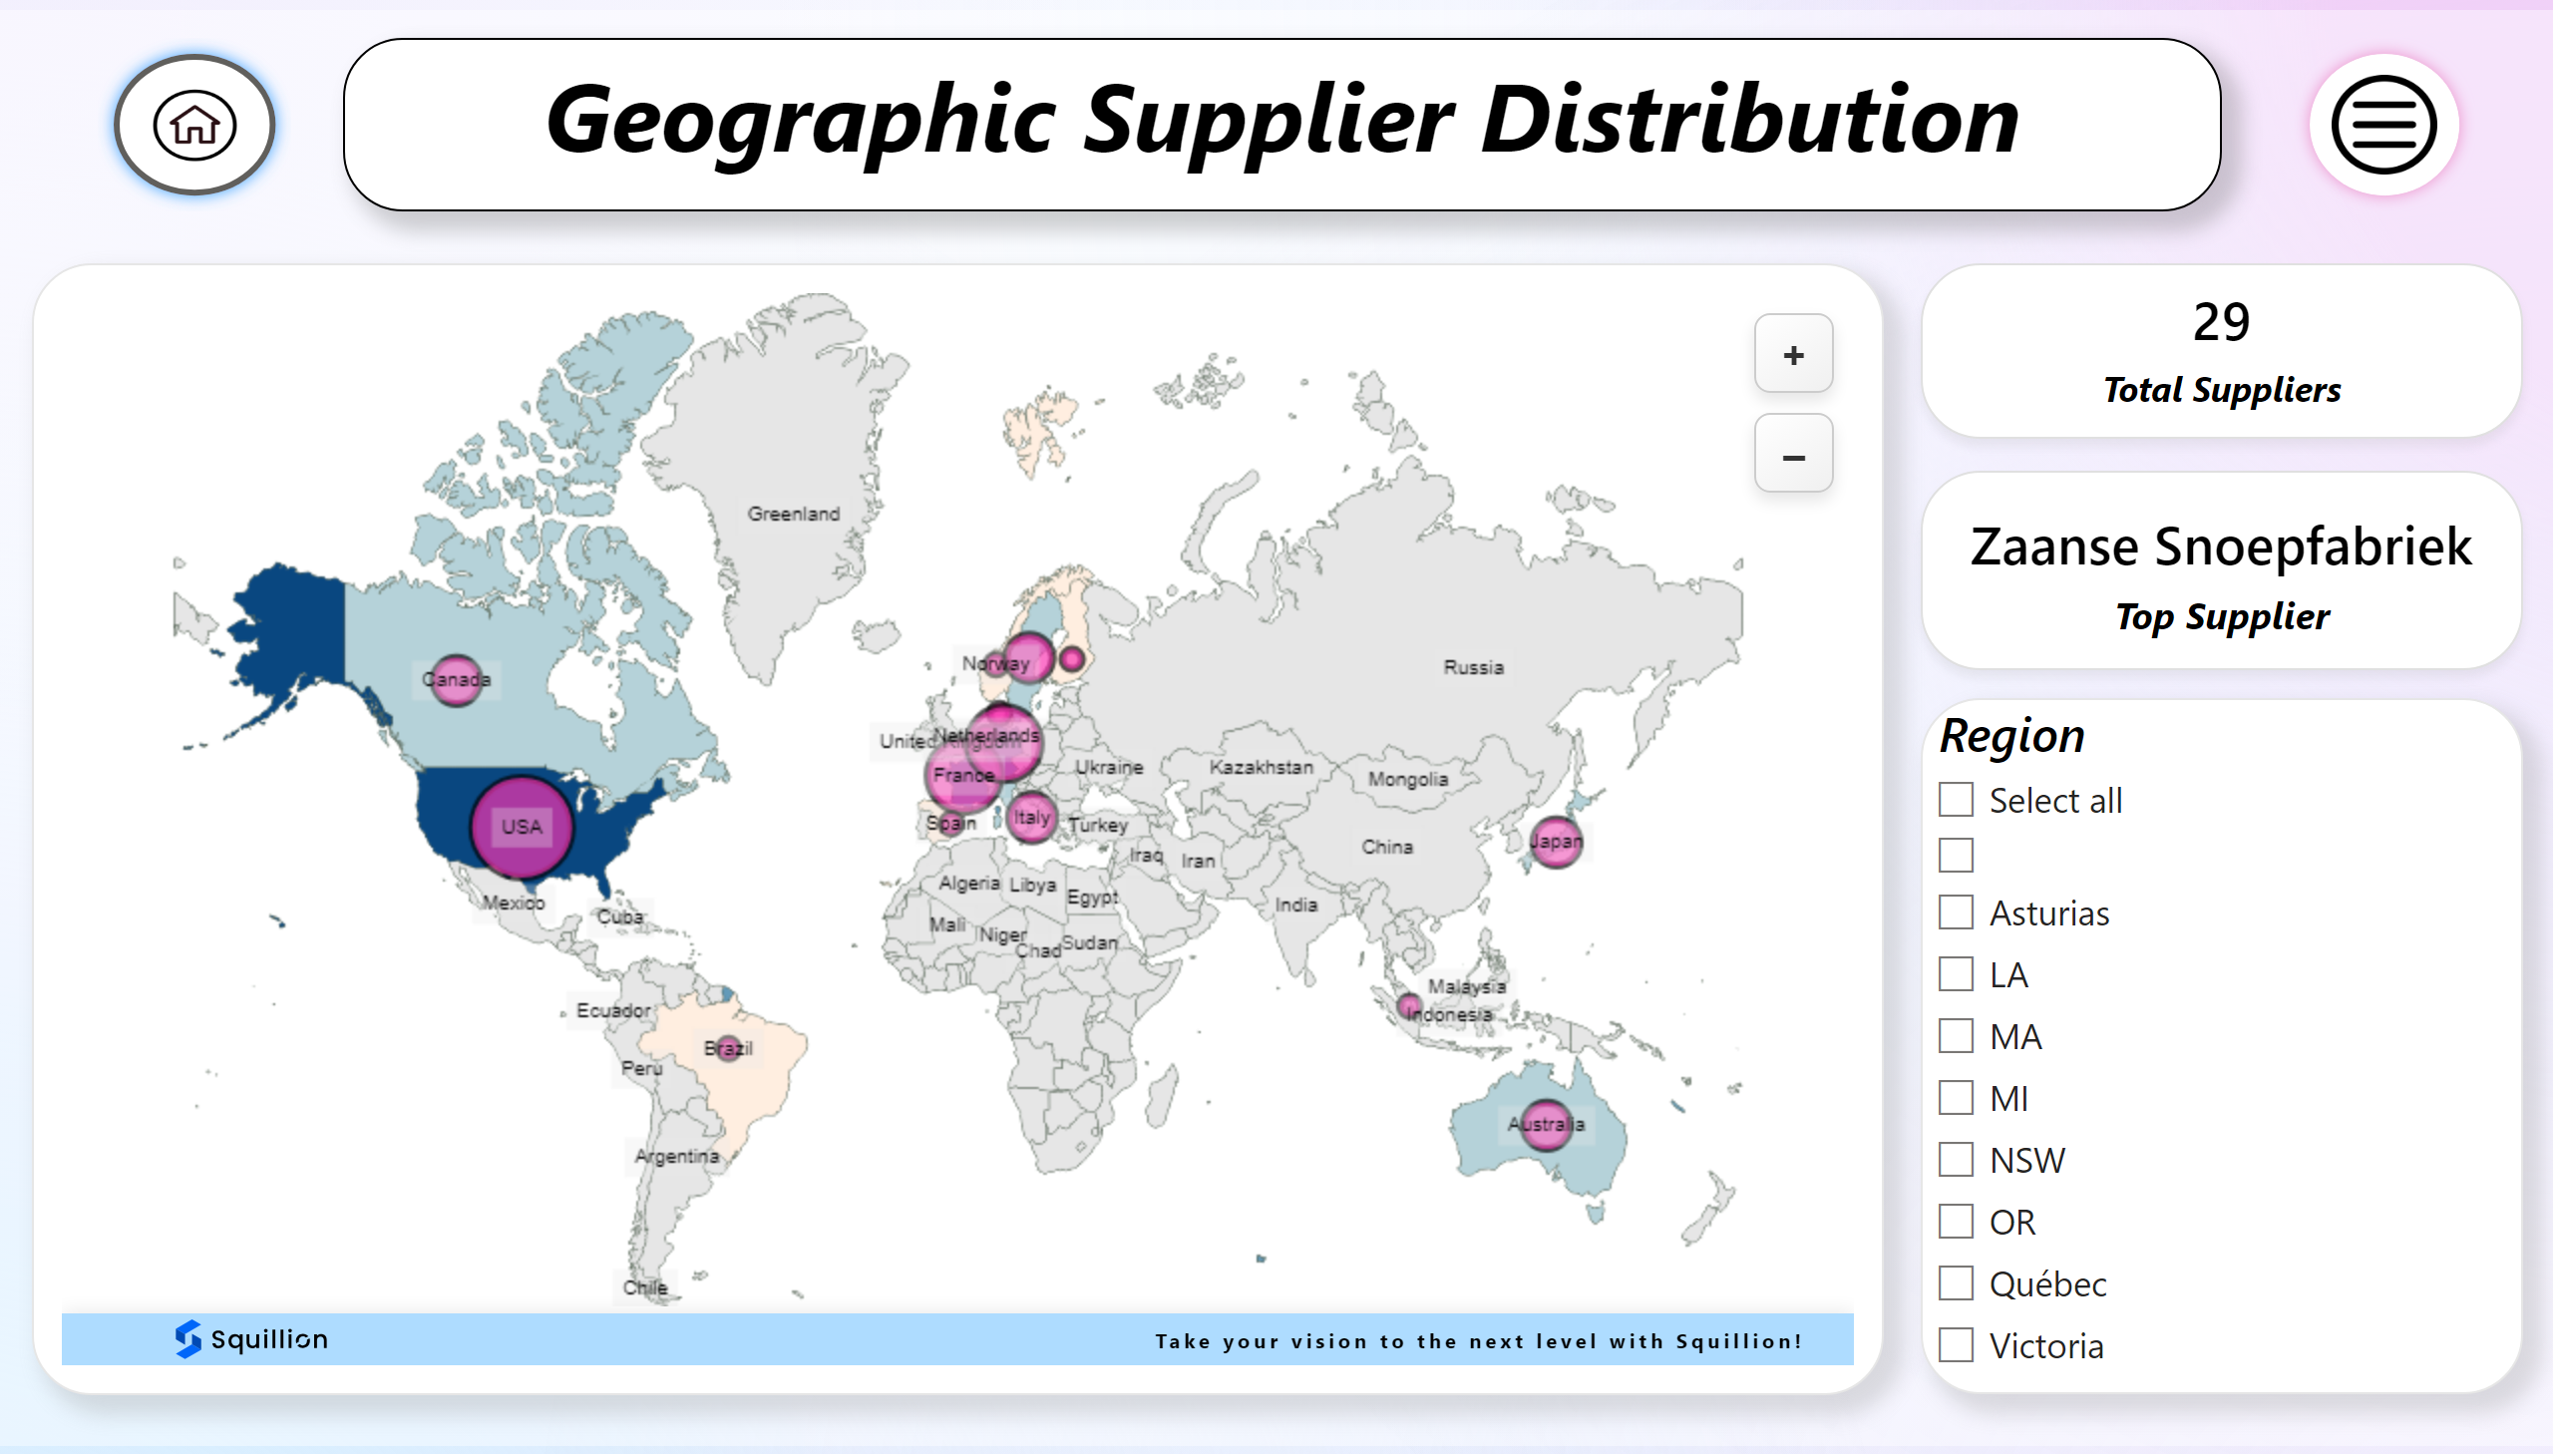 Geographic Supplier Distribution
+
−
29
Total Suppliers
Zaanse Snoepfabriek
Top Supplier
Region
Select all
Asturias
LA
MA
MI
NSW
OR
Québec
Victoria
Greenland
Canada
Norway
Russia
United Kingdom
Netherlands
France
Ukraine
Kazakhstan
Mongolia
USA
Spain
Italy
Turkey
Japan
China
Iraq
Iran
Algeria
Libya
Egypt
Mexico
Cuba
India
Mali
Niger
Chad
Sudan
Malaysia
Indonesia
Ecuador
Brazil
Peru
Australia
Argentina
Chile
Squillion
Take your vision to the next level with Squillion!